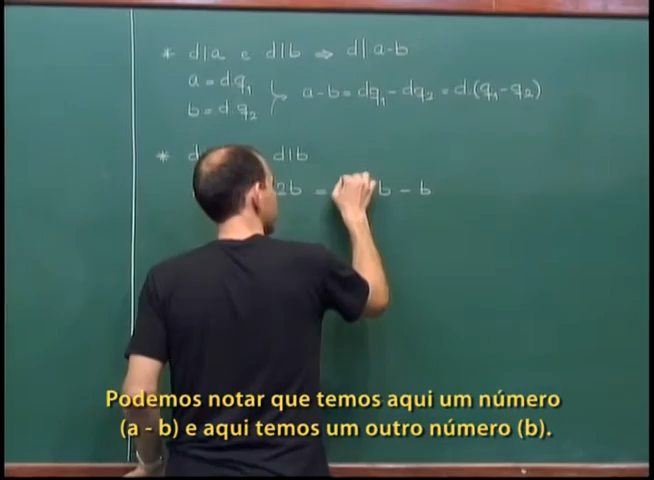 * d|a e d|b ⇒ d|a-b
a = d.q₁
b = d.q₂
a-b = dq₁ - dq₂ = d.(q₁-q₂)
* d d|b
2b = b - b
Podemos notar que temos aqui um número
(a - b) e aqui temos um outro número (b).